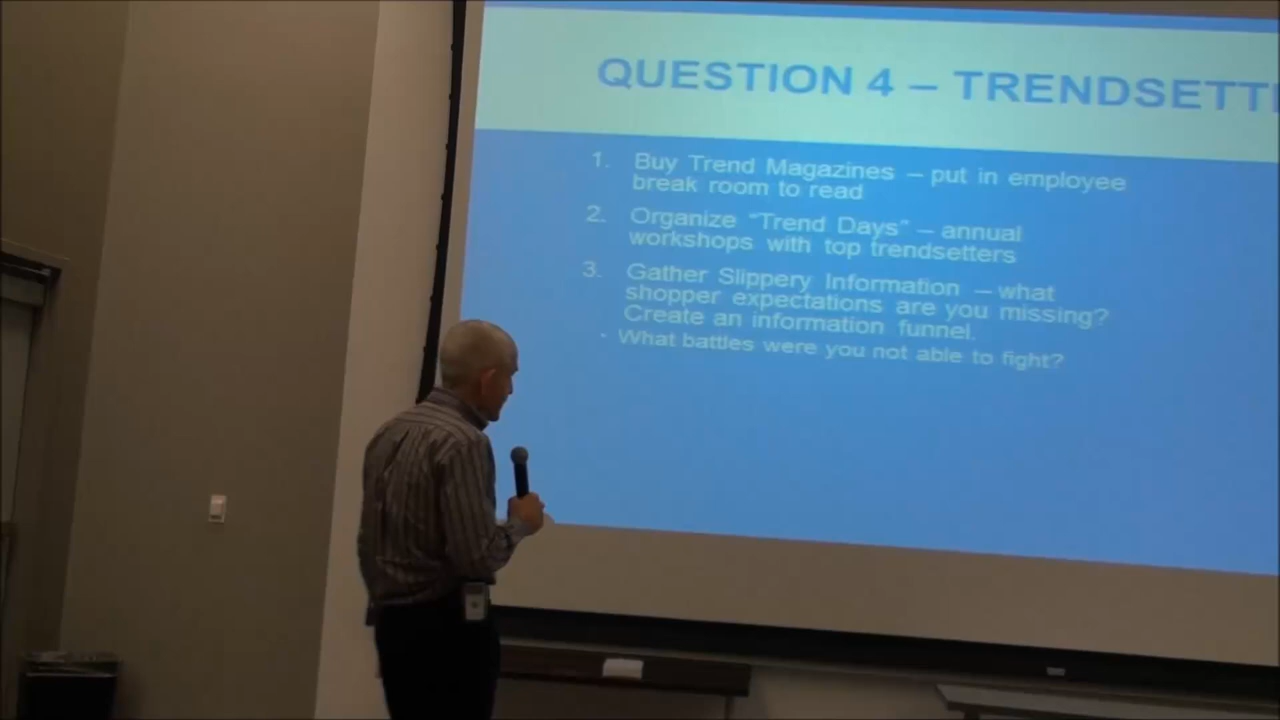 QUESTION 4 – TRENDSETT
1. Buy Trend Magazines – put in employee
break room to read
2. Organize "Trend Days" – annual
workshops with top trendsetters
3. Gather Slippery Information – what
shopper expectations are you missing?
Create an information funnel.
• What battles were you not able to fight?